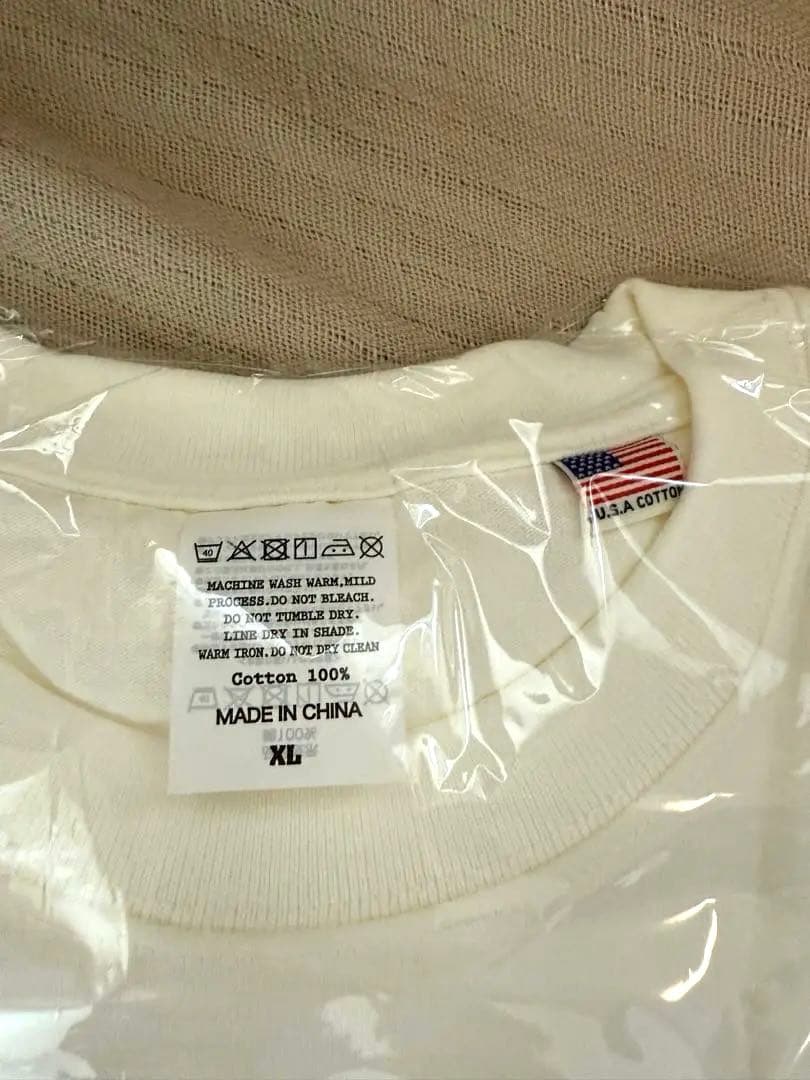 40
MACHINE WASH WARM,MILD
PROCESS.DO NOT BLEACH.
DO NOT TUMBLE DRY.
LINE DRY IN SHADE.
WARM IRON.DO NOT DRY CLEAN
Cotton 100%
MADE IN CHINA
XL
U.S.A COTTON